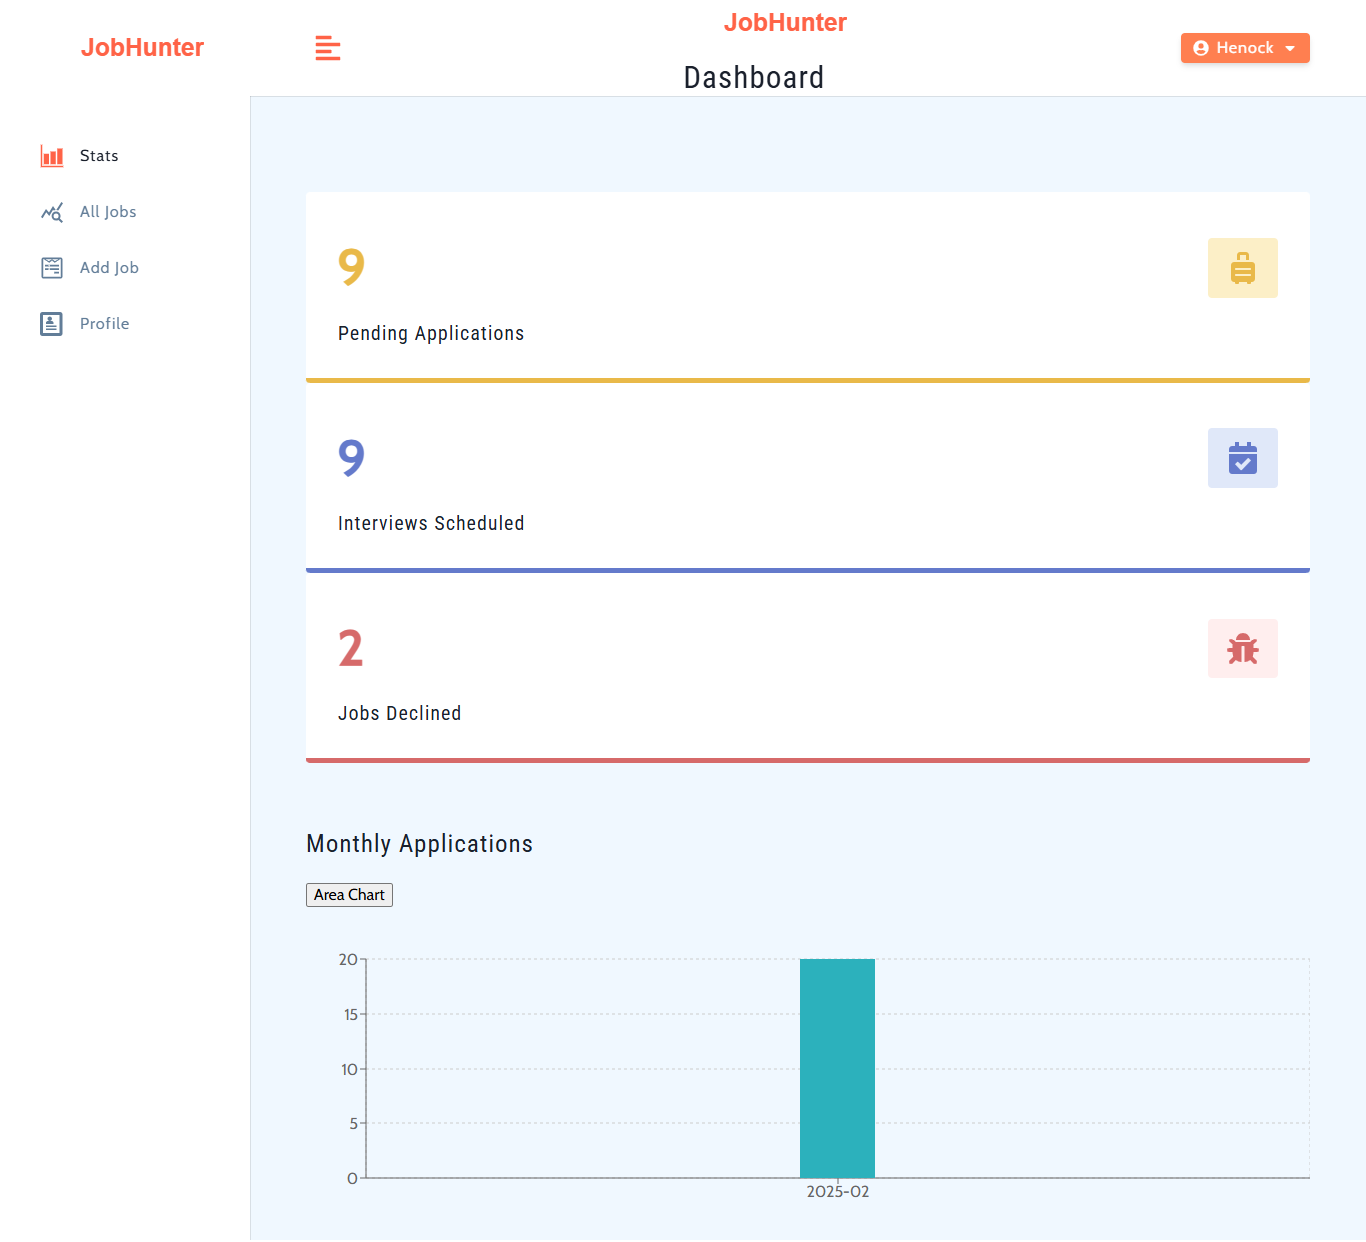 JobHunter
JobHunter
Dashboard
Henock
Stats
All Jobs
Add Job
Profile
9
Pending Applications
9
Interviews Scheduled
2
Jobs Declined
Monthly Applications
Area Chart
20
15
10
5
0
2025-02